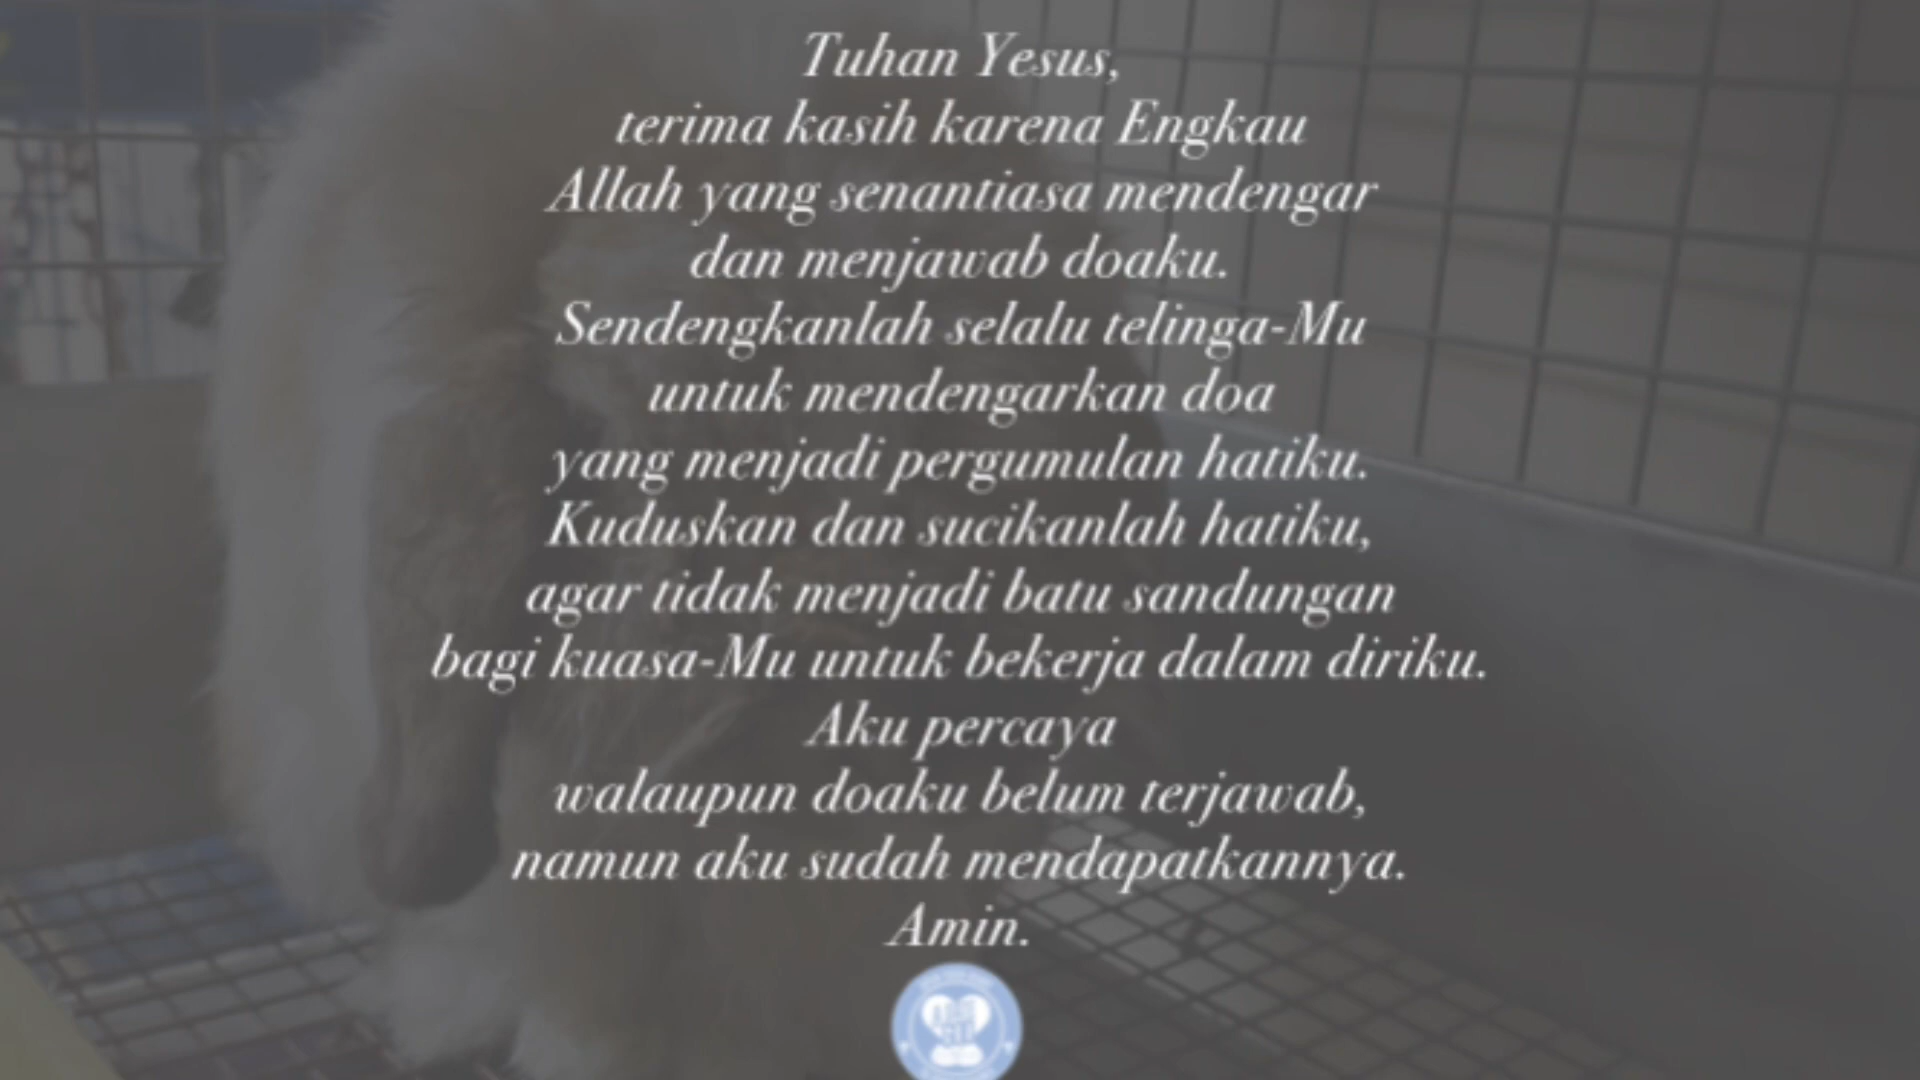 Tuhan Yesus,
terima kasih karena Engkau
Allah yang senantiasa mendengar
dan menjawab doaku.
Sendengkanlah selalu telinga-Mu
untuk mendengarkan doa
yang menjadi pergumulan hatiku.
Kuduskan dan sucikanlah hatiku,
agar tidak menjadi batu sandungan
bagi kuasa-Mu untuk bekerja dalam diriku.
Aku percaya
walaupun doaku belum terjawab,
namun aku sudah mendapatkannya.
Amin.